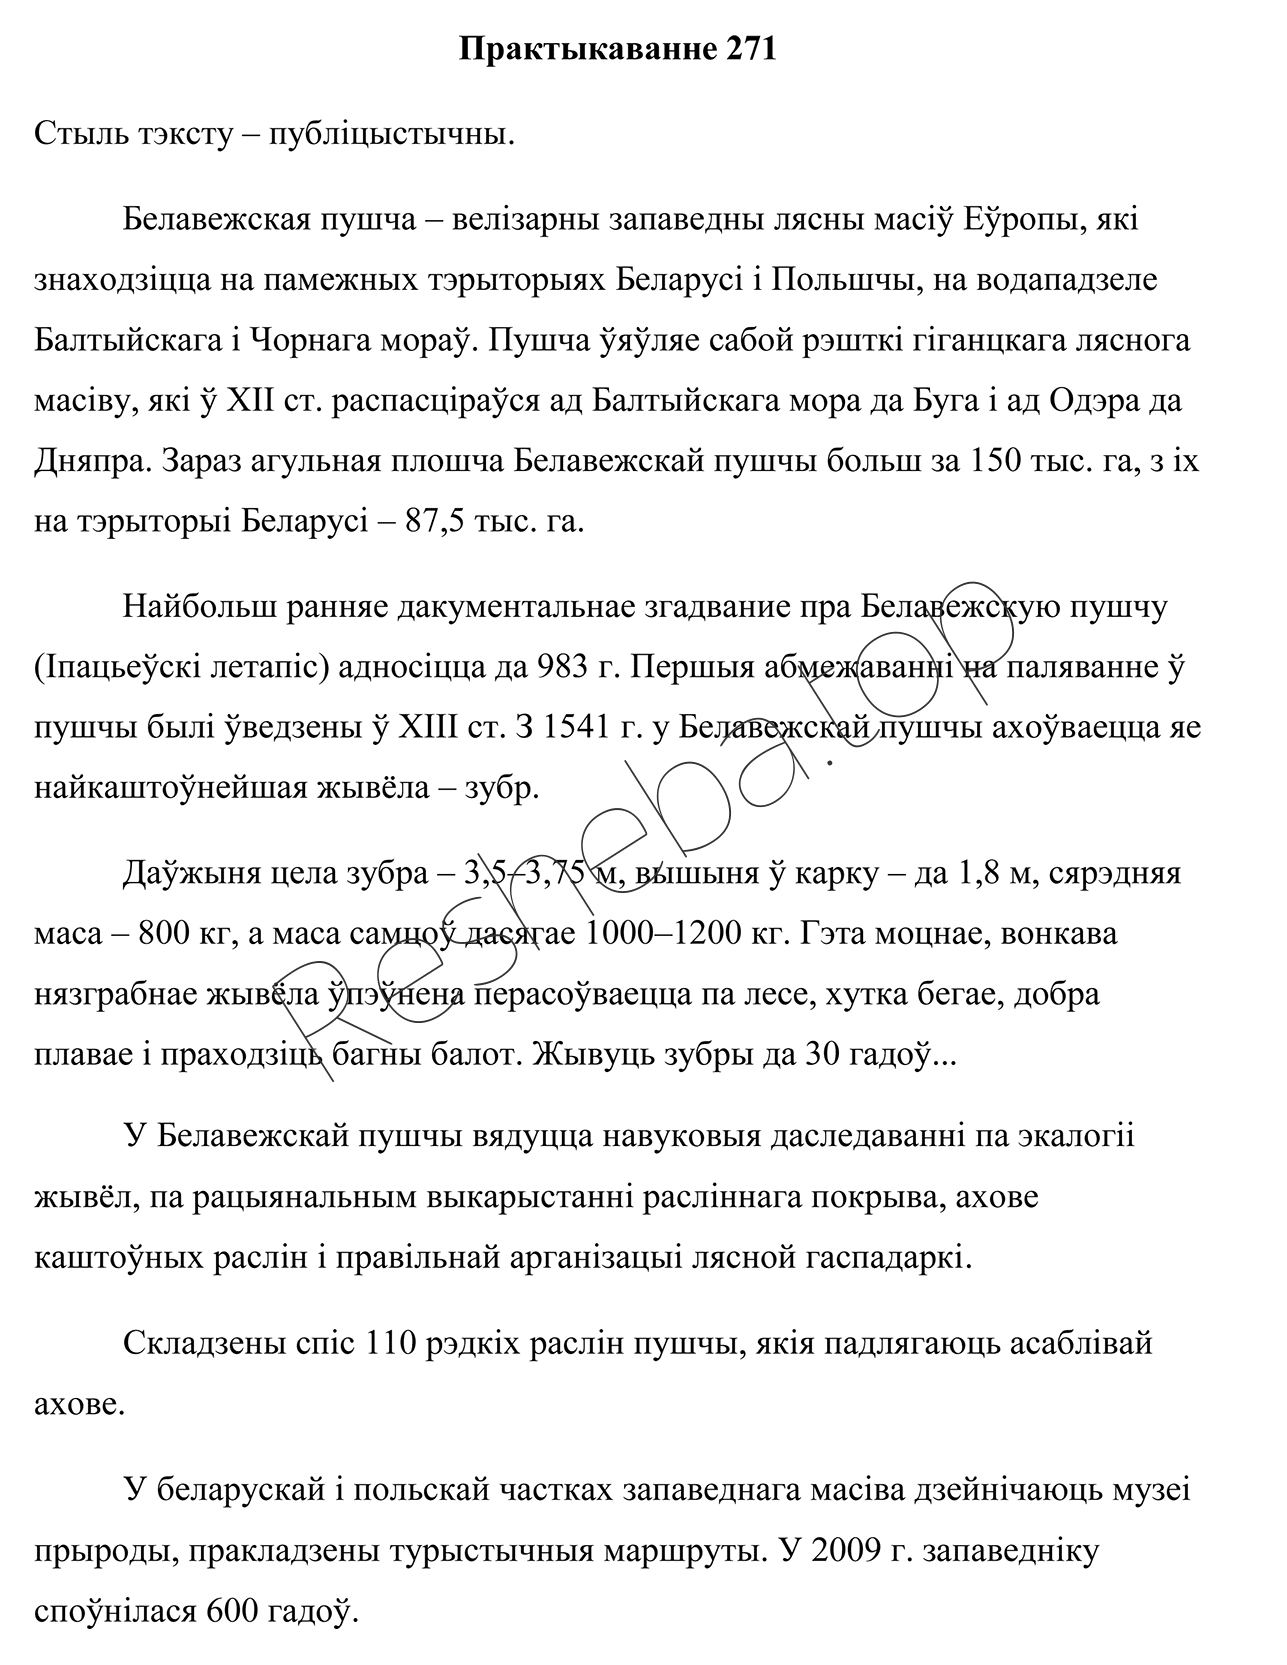 Практыкаванне 271
Стыль тэксту – публіцыстычны.
Белавежская пушча – велізарны запаведны лясны масіў Еўропы, які
знаходзіцца на памежных тэрыторыях Беларусі і Польшчы, на водападзеле
Балтыйскага і Чорнага мораў. Пушча ўяўляе сабой рэшткі гіганцкага ляснога
масіву, які ў XII ст. распасціраўся ад Балтыйскага мора да Буга і ад Одэра да
Дняпра. Зараз агульная плошча Белавежскай пушчы больш за 150 тыс. га, з іх
на тэрыторыі Беларусі – 87,5 тыс. га.
Найбольш ранняе дакументальнае згадвание пра Белавежскую пушчу
(Іпацьеўскі летапіс) адносіцца да 983 г. Першыя абмежаванні на паляванне ў
пушчы былі ўведзены ў XIII ст. З 1541 г. у Белавежскай пушчы ахоўваецца яе
найкаштоўнейшая жывёла – зубр.
Даўжыня цела зубра – 3,5–3,75 м, вышыня ў карку – да 1,8 м, сярэдняя
маса – 800 кг, а маса самцоў дасягае 1000–1200 кг. Гэта моцнае, вонкава
нязграбнае жывёла ўпэўнена перасоўваецца па лесе, хутка бегае, добра
плавае і праходзіць багны балот. Жывуць зубры да 30 гадоў...
У Белавежскай пушчы вядуцца навуковыя даследаванні па экалогіі
жывёл, па рацыянальным выкарыстанні расліннага покрыва, ахове
каштоўных раслін і правільнай арганізацыі лясной гаспадаркі.
Складзены спіс 110 рэдкіх раслін пушчы, якія падлягаюць асаблівай
ахове.
У беларускай і польскай частках запаведнага масіва дзейнічаюць музеі
прыроды, пракладзены турыстычныя маршруты. У 2009 г. запаведніку
споўнілася 600 гадоў.
Resheba.top